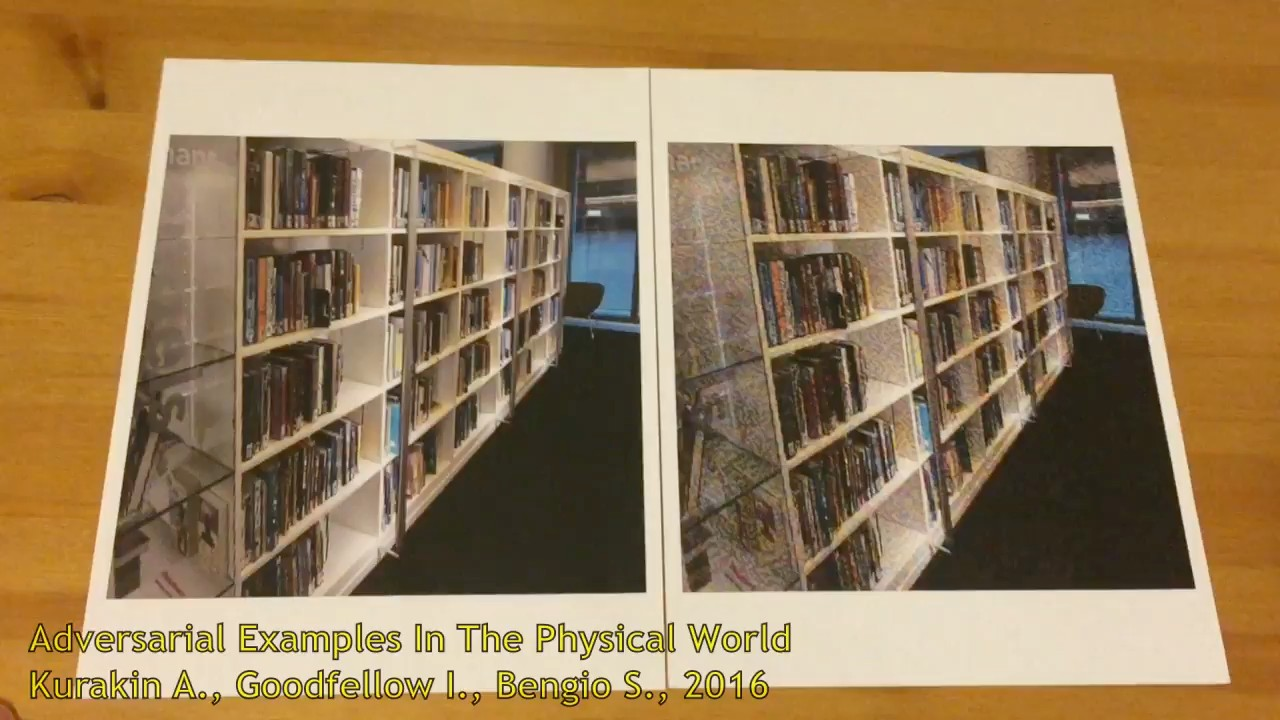 Adversarial Examples In The Physical World
Kurakin A., Goodfellow I., Bengio S., 2016